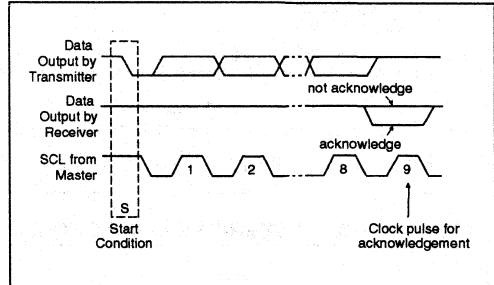 Data
Output by
Transmitter
not acknowledge
Data
Output by
Receiver
acknowledge
SCL from
Master
1
2
8
9
S
Start
Condition
Clock pulse for
acknowledgement